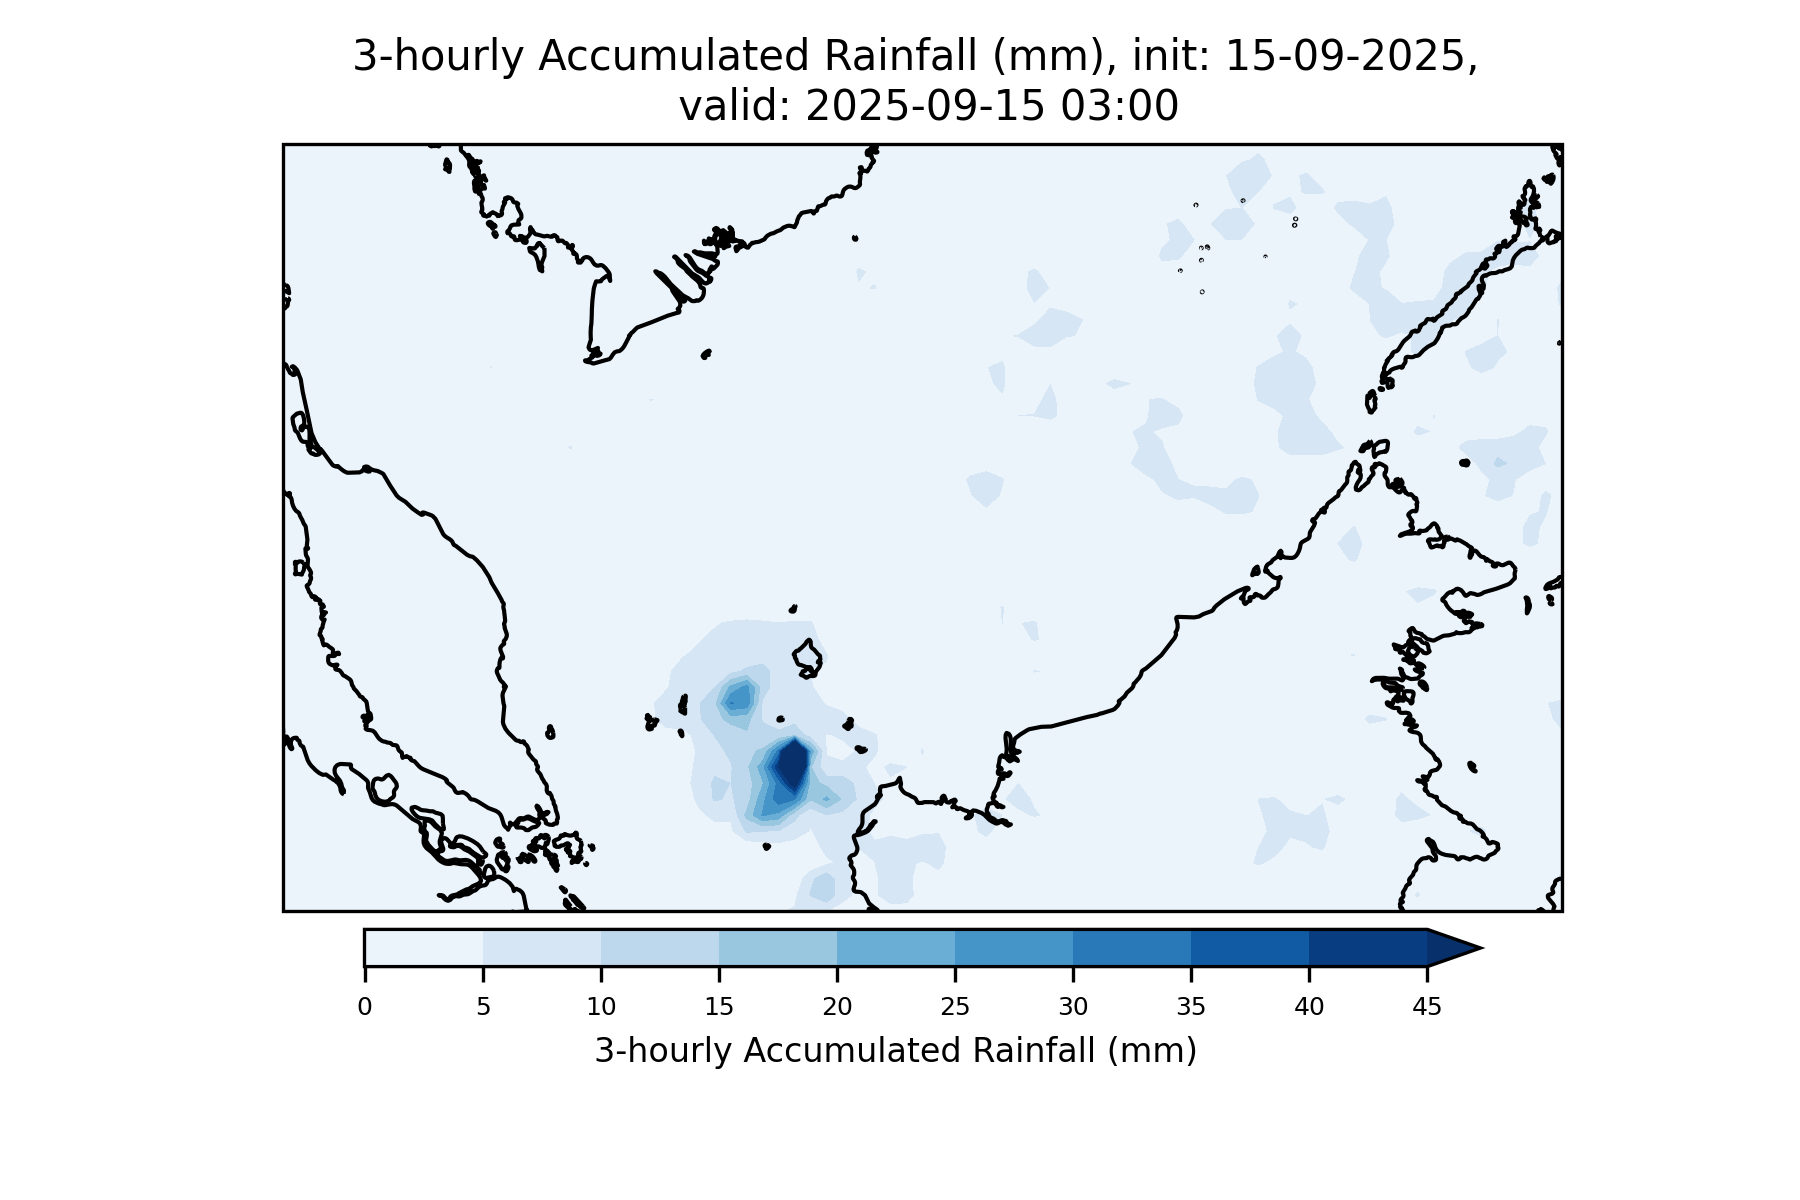 3-hourly Accumulated Rainfall (mm), init: 15-09-2025,
valid: 2025-09-15 03:00
0 5 10 15 20 25 30 35 40 45
3-hourly Accumulated Rainfall (mm)